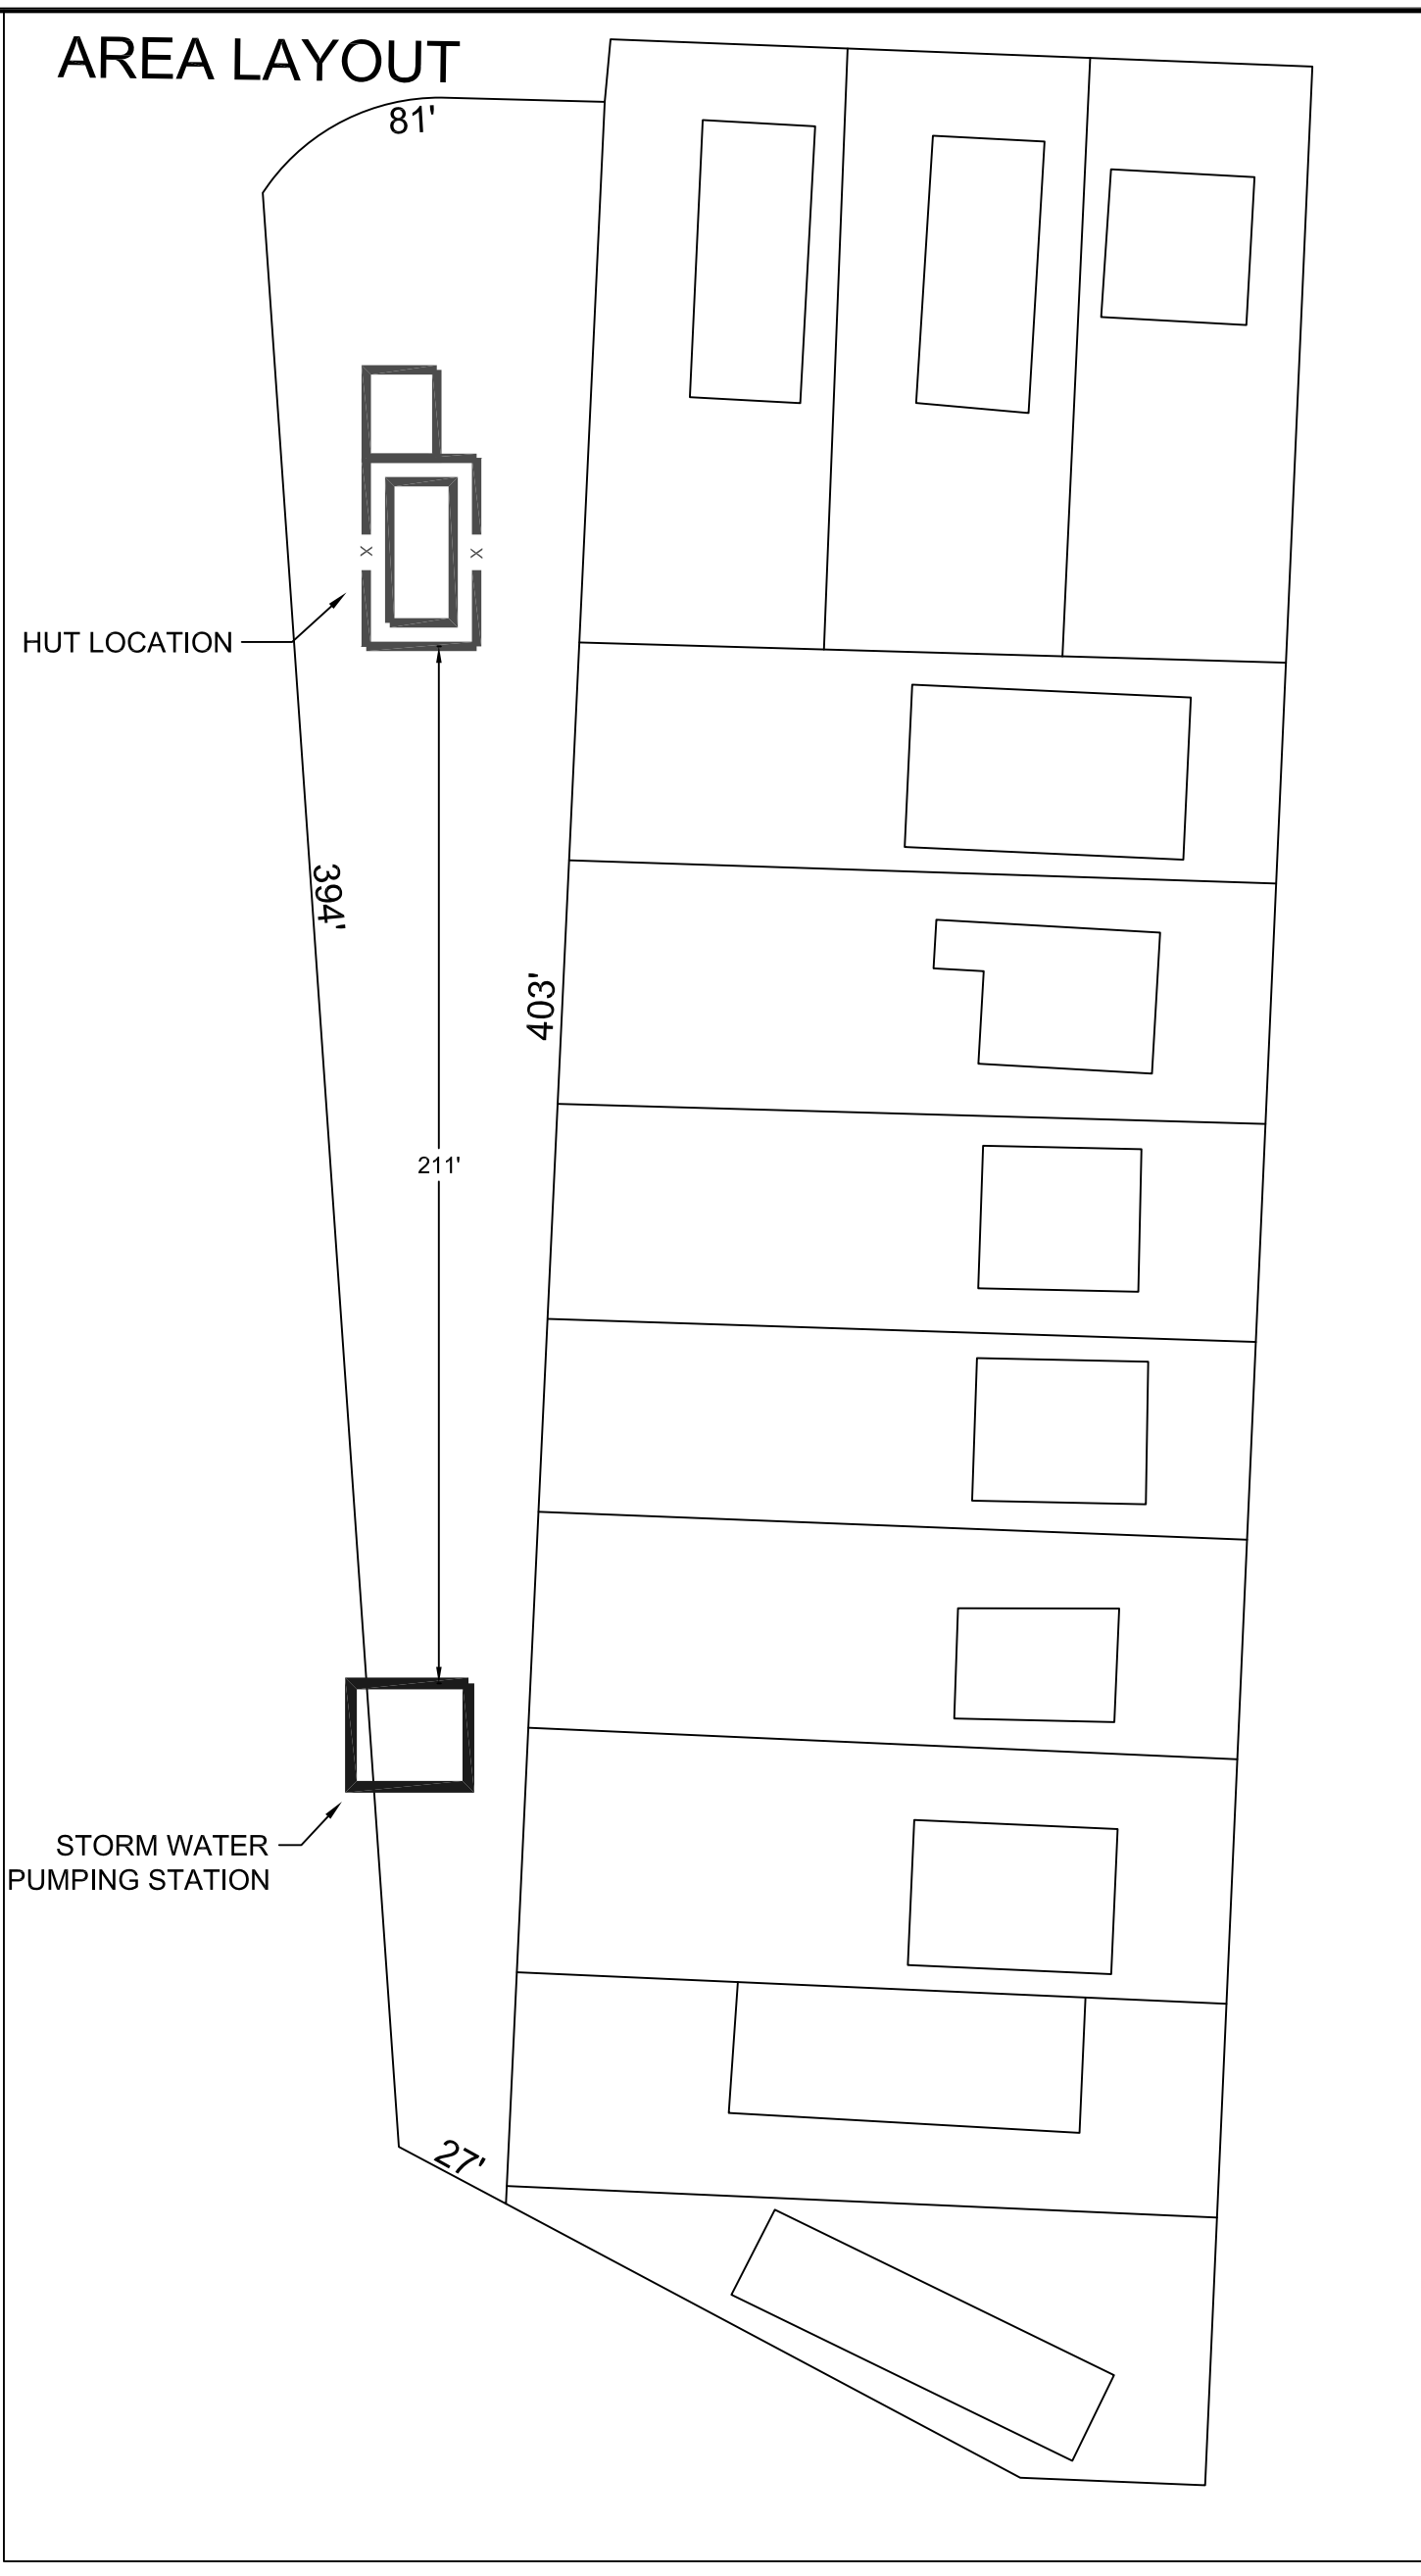 AREA LAYOUT
81'
X
X
HUT LOCATION
394'
403'
211'
STORM WATER
PUMPING STATION
27'